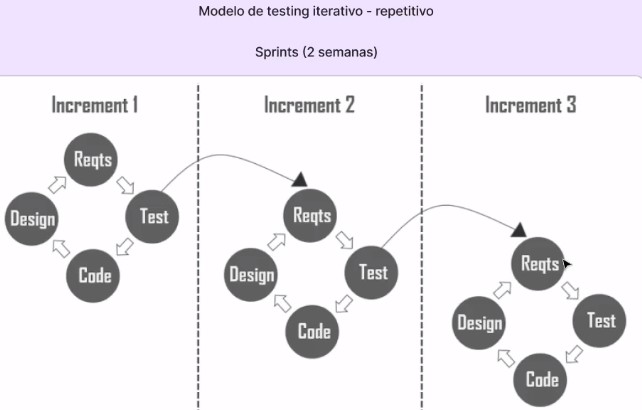 Modelo de testing iterativo - repetitivo
Sprints (2 semanas)
Increment 1
Reqts
Design
Test
Code
Increment 2
Reqts
Design
Test
Code
Increment 3
Reqts
Design
Test
Code